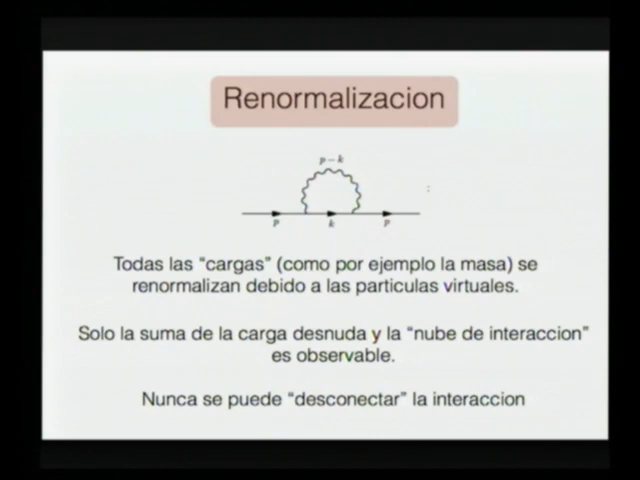 Renormalizacion
p - k
p k p
Todas las “cargas” (como por ejemplo la masa) se
renormalizan debido a las particulas virtuales.
Solo la suma de la carga desnuda y la “nube de interaccion”
es observable.
Nunca se puede “desconectar” la interaccion